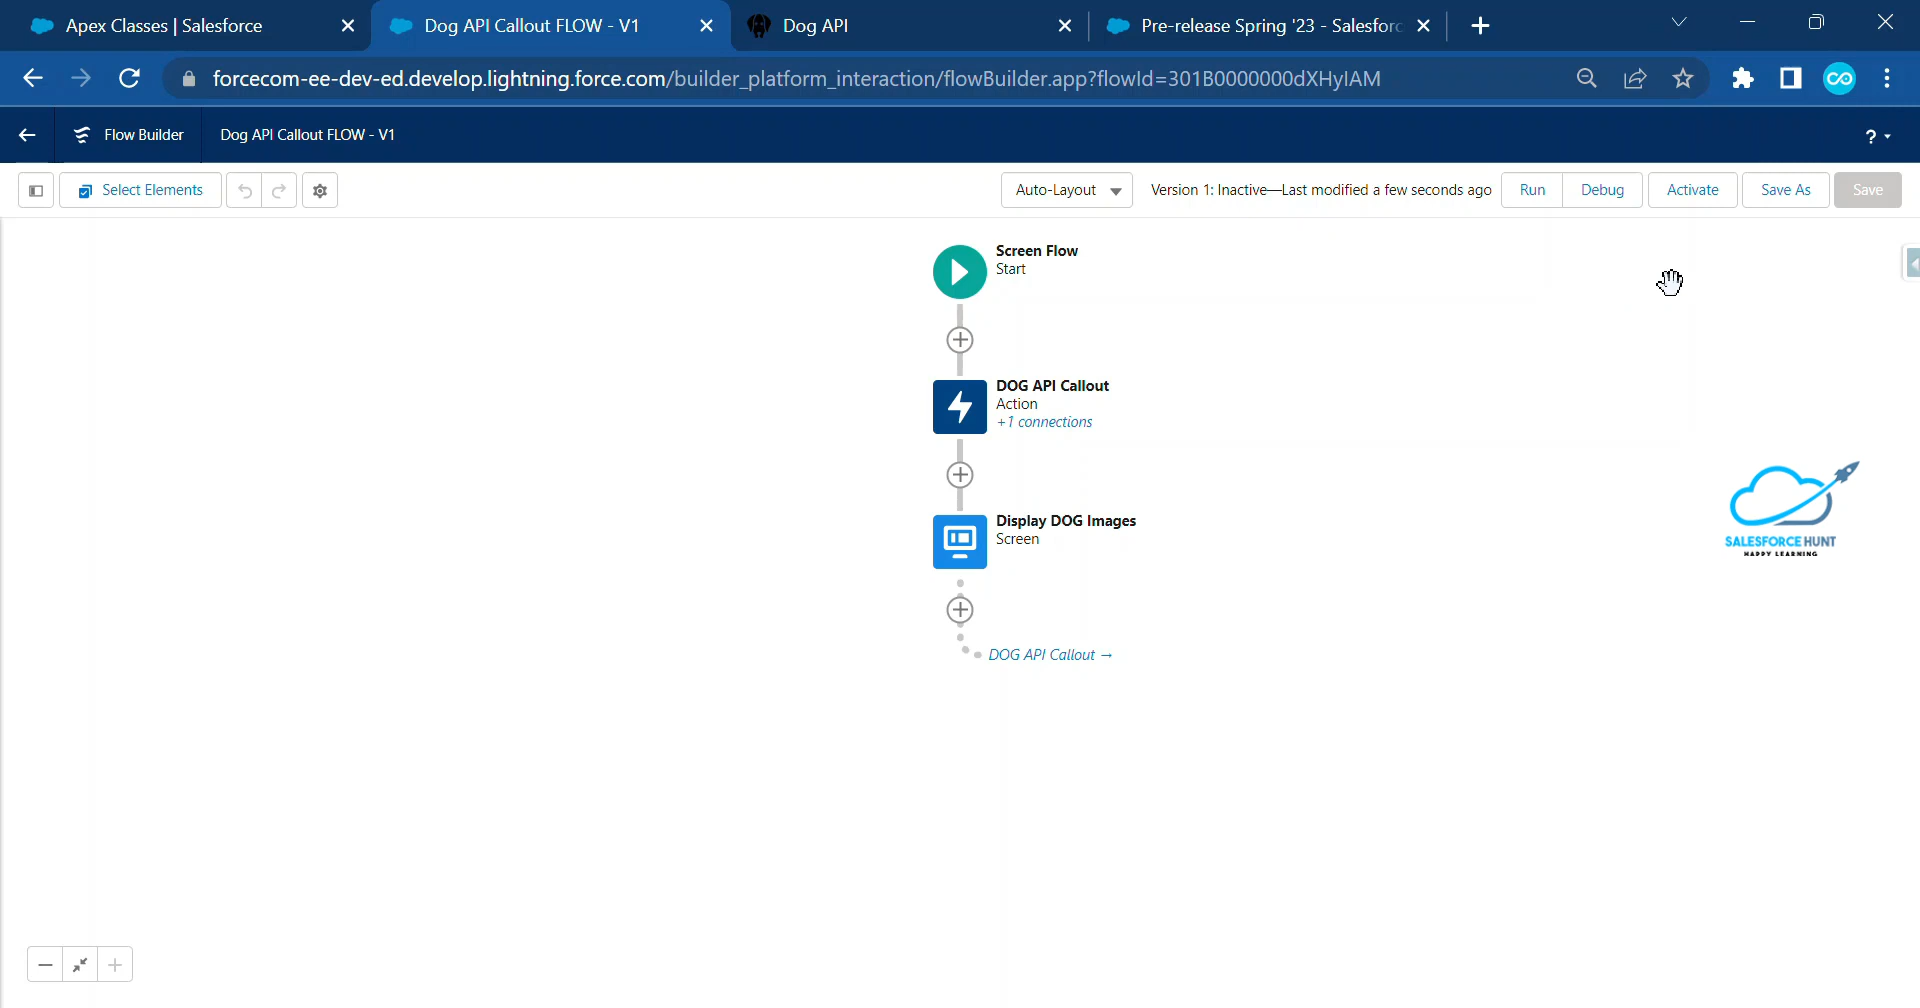 Apex Classes | Salesforce
Dog API Callout FLOW - V1
Dog API
Pre-release Spring '23 - Salesforc
forcecom-ee-dev-ed.develop.lightning.force.com/builder_platform_interaction/flowBuilder.app?flowId=301B0000000dXHyIAM
Flow Builder
Dog API Callout FLOW - V1
?
Select Elements
Auto-Layout
Version 1: Inactive—Last modified a few seconds ago
Run
Debug
Activate
Save As
Save
Screen Flow
Start
DOG API Callout
Action
+1 connections
Display DOG Images
Screen
DOG API Callout →
SALESFORCE HUNT
HAPPY LEARNING